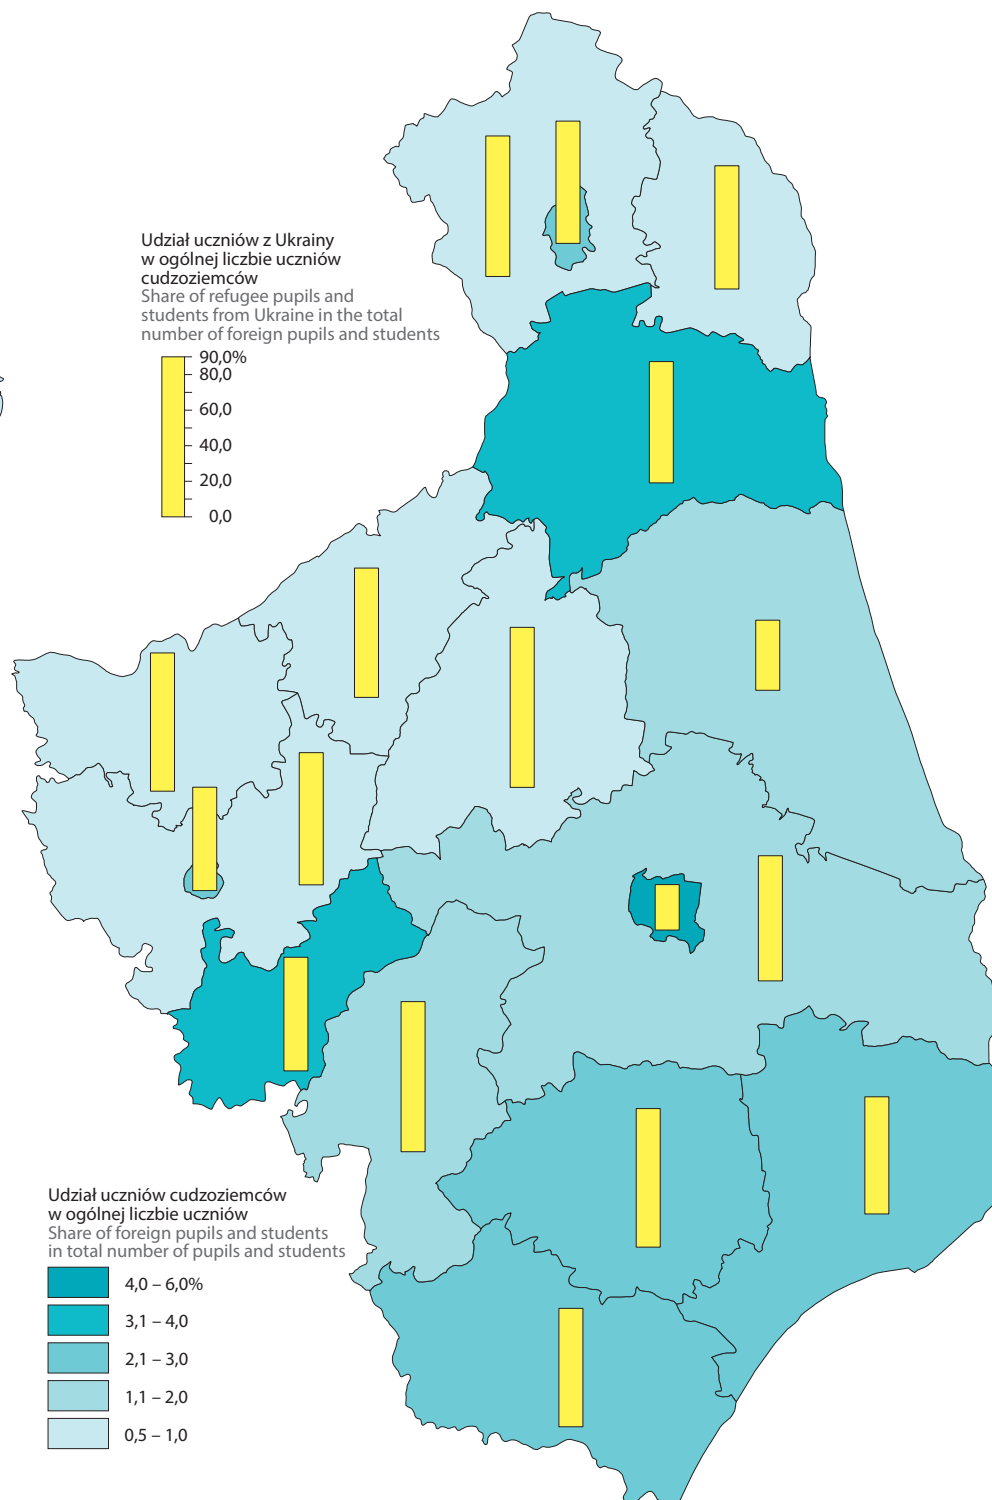 Udział uczniów z Ukrainy
w ogólnej liczbie uczniów
cudzoziemców
Share of refugee pupils and
students from Ukraine in the total
number of foreign pupils and students
90,0%
80,0
60,0
40,0
20,0
0,0
Udział uczniów cudzoziemców
w ogólnej liczbie uczniów
Share of foreign pupils and students
in total number of pupils and students
4,0 – 6,0%
3,1 – 4,0
2,1 – 3,0
1,1 – 2,0
0,5 – 1,0